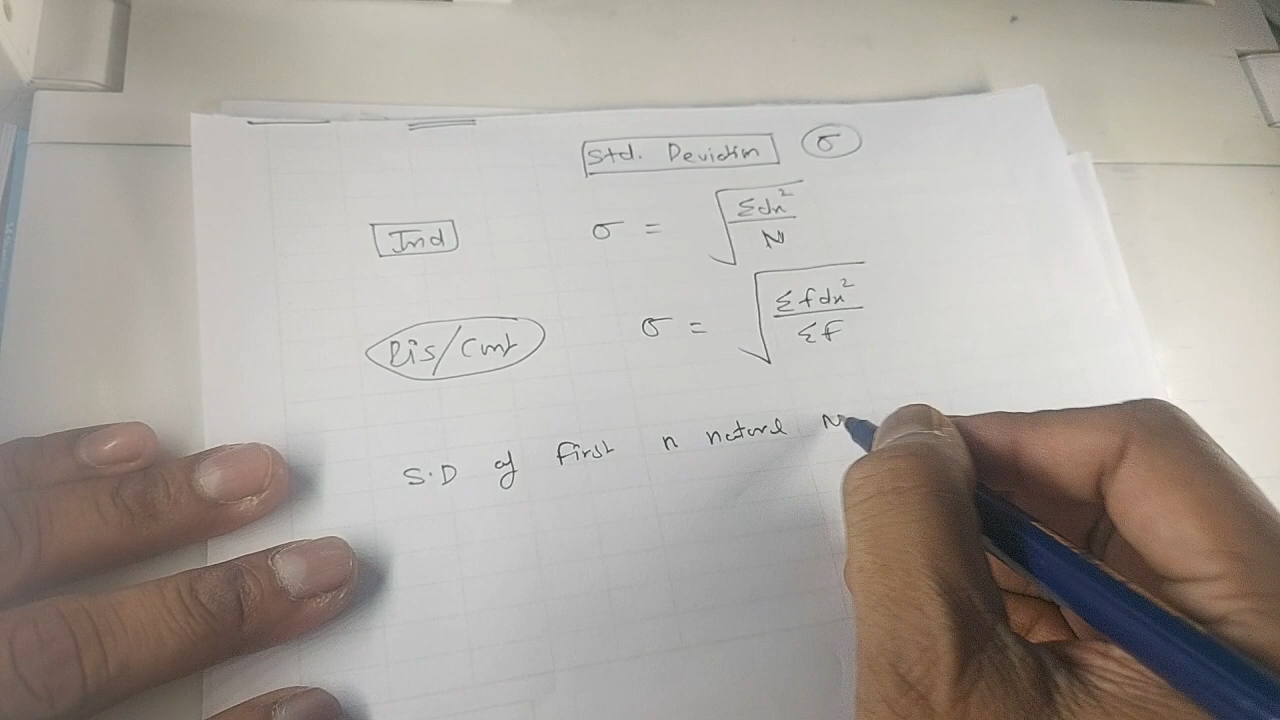 Std. Deviation σ
Ind σ = √Σdx²/N
Dis/Cont σ = √Σfdx²/Σf
S.D of first n natural N